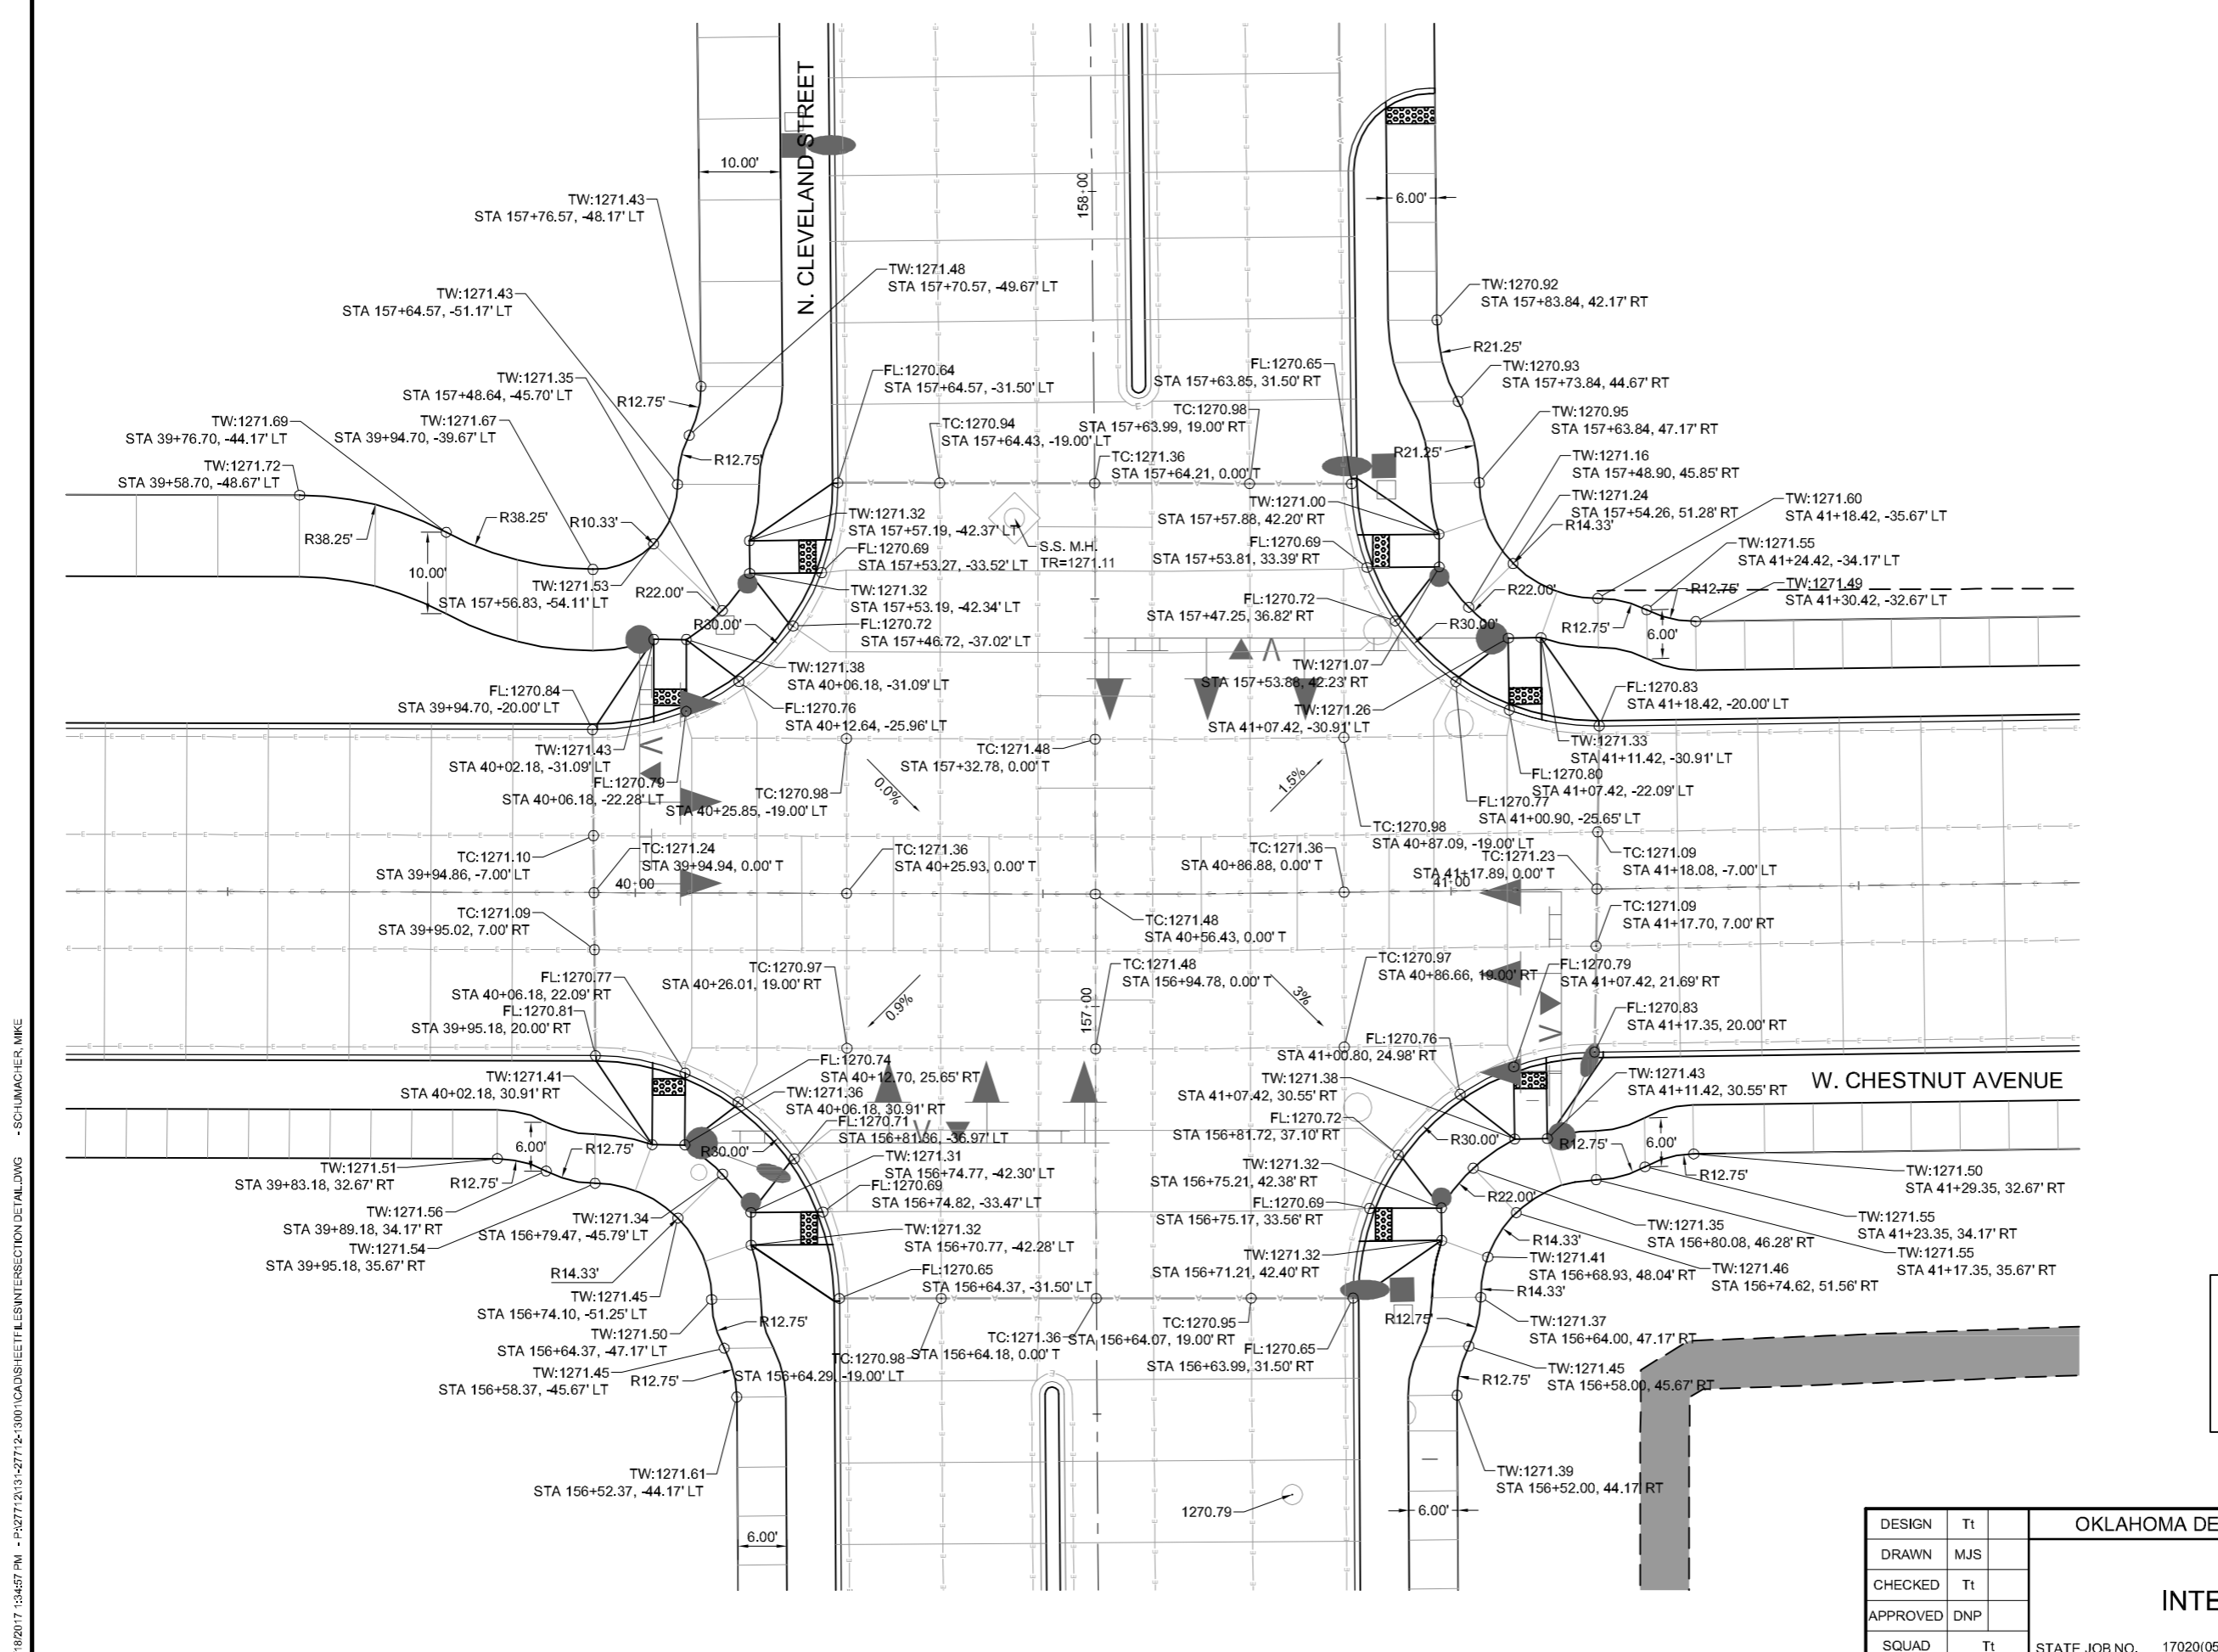 N. CLEVELAND STREET
10.00'
158+00
6.00'
TW:1271.43
STA 157+76.57, -48.17' LT
TW:1271.48
STA 157+70.57, -49.67' LT
TW:1271.43
STA 157+64.57, -51.17' LT
TW:1270.92
STA 157+83.84, 42.17' RT
R21.25'
TW:1270.93
STA 157+73.84, 44.67' RT
FL:1270.64
STA 157+64.57, -31.50' LT
FL:1270.65
STA 157+63.85, 31.50' RT
TW:1271.35
STA 157+48.64, -45.70' LT
R12.75'
TW:1271.69
STA 39+76.70, -44.17' LT
TW:1271.67
STA 39+94.70, -39.67' LT
TC:1270.94
STA 157+64.43, -19.00' LT
TC:1270.98
STA 157+63.99, 19.00' RT
TW:1270.95
STA 157+63.84, 47.17' RT
R12.75'
TC:1271.36
STA 157+64.21, 0.00' T
R21.25'
TW:1271.16
STA 157+48.90, 45.85' RT
TW:1271.72
STA 39+58.70, -48.67' LT
TW:1271.24
STA 157+54.26, 51.28' RT
R14.33'
TW:1271.60
STA 41+18.42, -35.67' LT
R38.25'
R38.25'
R10.33'
TW:1271.32
STA 157+57.19, -42.37' LT
TW:1271.00
STA 157+57.88, 42.20' RT
S.S. M.H.
TR=1271.11
FL:1270.69
STA 157+53.27, -33.52' LT
FL:1270.69
STA 157+53.81, 33.39' RT
TW:1271.55
STA 41+24.42, -34.17' LT
10.00'
TW:1271.53
STA 157+56.83, -54.11' LT
R22.00'
TW:1271.32
STA 157+53.19, -42.34' LT
R22.00'
R12.75'
TW:1271.49
STA 41+30.42, -32.67' LT
R30.00'
FL:1270.72
STA 157+46.72, -37.02' LT
FL:1270.72
STA 157+47.25, 36.82' RT
R30.00'
R12.75'
6.00'
TW:1271.38
STA 40+06.18, -31.09' LT
TW:1271.07
STA 157+53.88, 42.23' RT
FL:1270.84
STA 39+94.70, -20.00' LT
FL:1270.76
STA 40+12.64, -25.96' LT
TW:1271.26
STA 41+07.42, -30.91' LT
FL:1270.83
STA 41+18.42, -20.00' LT
TW:1271.43
STA 40+02.18, -31.09' LT
TC:1271.48
STA 157+32.78, 0.00' T
TW:1271.33
STA 41+11.42, -30.91' LT
FL:1270.79
STA 40+06.18, -22.28' LT
TC:1270.98
STA 40+25.85, -19.00' LT
0.0%
1.5%
FL:1270.80
STA 41+07.42, -22.09' LT
FL:1270.77
STA 41+00.90, -25.65' LT
TC:1270.98
STA 40+87.09, -19.00' LT
TC:1271.10
STA 39+94.86, -7.00' LT
TC:1271.24
STA 39+94.94, 0.00' T
TC:1271.36
STA 40+25.93, 0.00' T
TC:1271.36
STA 40+86.88, 0.00' T
TC:1271.23
STA 41+17.89, 0.00' T
TC:1271.09
STA 41+18.08, -7.00' LT
40+00
41+00
TC:1271.09
STA 39+95.02, 7.00' RT
TC:1271.48
STA 40+56.43, 0.00' T
TC:1271.09
STA 41+17.70, 7.00' RT
FL:1270.77
STA 40+06.18, 22.09' RT
TC:1270.97
STA 40+26.01, 19.00' RT
TC:1271.48
STA 156+94.78, 0.00' T
TC:1270.97
STA 40+86.66, 19.00' RT
FL:1270.79
STA 41+07.42, 21.69' RT
0.9%
157+00
3%
FL:1270.81
STA 39+95.18, 20.00' RT
FL:1270.83
STA 41+17.35, 20.00' RT
FL:1270.74
STA 40+12.70, 25.65' RT
FL:1270.76
STA 41+00.80, 24.98' RT
TW:1271.41
STA 40+02.18, 30.91' RT
TW:1271.36
STA 40+06.18, 30.91' RT
TW:1271.38
STA 41+07.42, 30.55' RT
TW:1271.43
STA 41+11.42, 30.55' RT
W. CHESTNUT AVENUE
FL:1270.71
STA 156+81.36, -36.97' LT
FL:1270.72
STA 156+81.72, 37.10' RT
6.00'
R12.75'
R30.00'
R30.00'
R12.75'
6.00'
TW:1271.51
STA 39+83.18, 32.67' RT
R12.75'
TW:1271.31
STA 156+74.77, -42.30' LT
TW:1271.32
STA 156+75.21, 42.38' RT
R12.75'
TW:1271.50
STA 41+29.35, 32.67' RT
FL:1270.69
STA 156+74.82, -33.47' LT
FL:1270.69
STA 156+75.17, 33.56' RT
R22.00'
TW:1271.56
STA 39+89.18, 34.17' RT
TW:1271.34
STA 156+79.47, -45.79' LT
TW:1271.32
STA 156+70.77, -42.28' LT
TW:1271.35
STA 156+80.08, 46.28' RT
TW:1271.55
STA 41+23.35, 34.17' RT
TW:1271.54
STA 39+95.18, 35.67' RT
R14.33'
TW:1271.32
STA 156+71.21, 42.40' RT
TW:1271.41
STA 156+68.93, 48.04' RT
TW:1271.55
STA 41+17.35, 35.67' RT
R14.33'
FL:1270.65
STA 156+64.37, -31.50' LT
R14.33'
TW:1271.46
STA 156+74.62, 51.56' RT
TW:1271.45
STA 156+74.10, -51.25' LT
R12.75'
R12.75'
TW:1271.37
STA 156+64.00, 47.17' RT
TW:1271.50
STA 156+64.37, -47.17' LT
TC:1271.36
STA 156+64.18, 0.00' T
TC:1270.95
STA 156+64.07, 19.00' RT
FL:1270.65
STA 156+63.99, 31.50' RT
TC:1270.98
STA 156+64.29, -19.00' LT
TW:1271.45
STA 156+58.37, -45.67' LT
R12.75'
R12.75'
TW:1271.45
STA 156+58.00, 45.67' RT
TW:1271.61
STA 156+52.37, -44.17' LT
TW:1271.39
STA 156+52.00, 44.17' RT
1270.79
6.00'
6.00'
18/2017 1:34:57 PM - P:\27712\131-27712-13001\CAD\SHEETFILES\INTERSECTION DETAIL.DWG - SCHUMACHER, MIKE
DESIGN Tt OKLAHOMA DE
DRAWN MJS
CHECKED Tt INTE
APPROVED DNP
SQUAD Tt STATE JOB NO. 17020(05